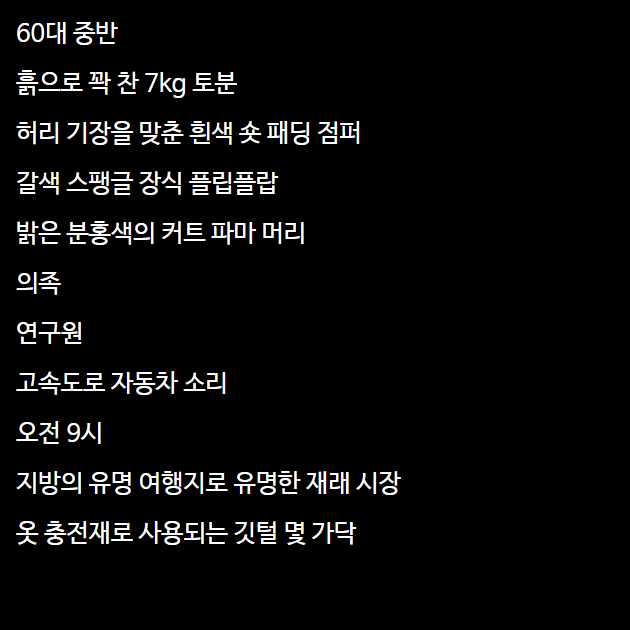 60대 중반
흙으로 꽉 찬 7kg 토분
허리 기장을 맞춘 흰색 숏 패딩 점퍼
갈색 스팽글 장식 플립플랍
밝은 분홍색의 커트 파마 머리
의족
연구원
고속도로 자동차 소리
오전 9시
지방의 유명 여행지로 유명한 재래 시장
옷 충전재로 사용되는 깃털 몇 가닥